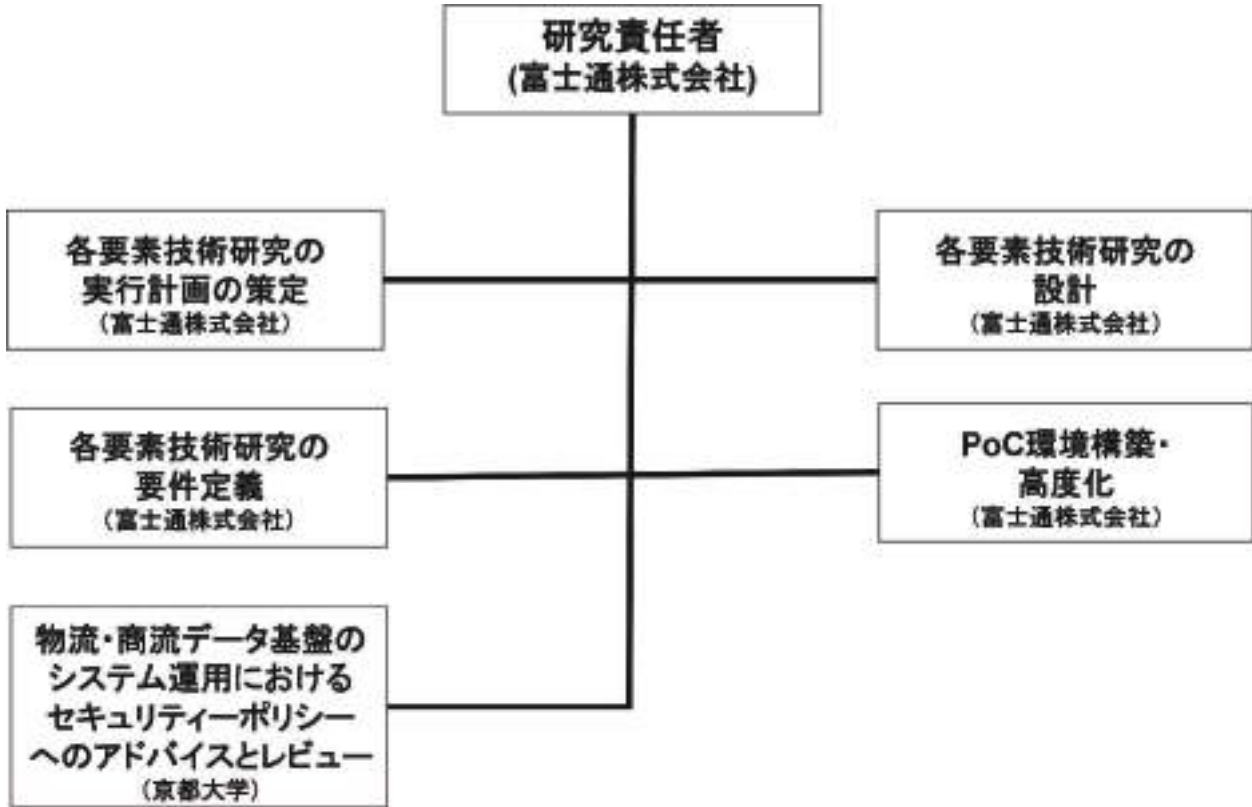 研究責任者
(富士通株式会社)
各要素技術研究の
実行計画の策定
(富士通株式会社)
各要素技術研究の
設計
(富士通株式会社)
各要素技術研究の
要件定義
(富士通株式会社)
PoC環境構築・
高度化
(富士通株式会社)
物流・商流データ基盤の
システム運用における
セキュリティーポリシー
へのアドバイスとレビュー
(京都大学)